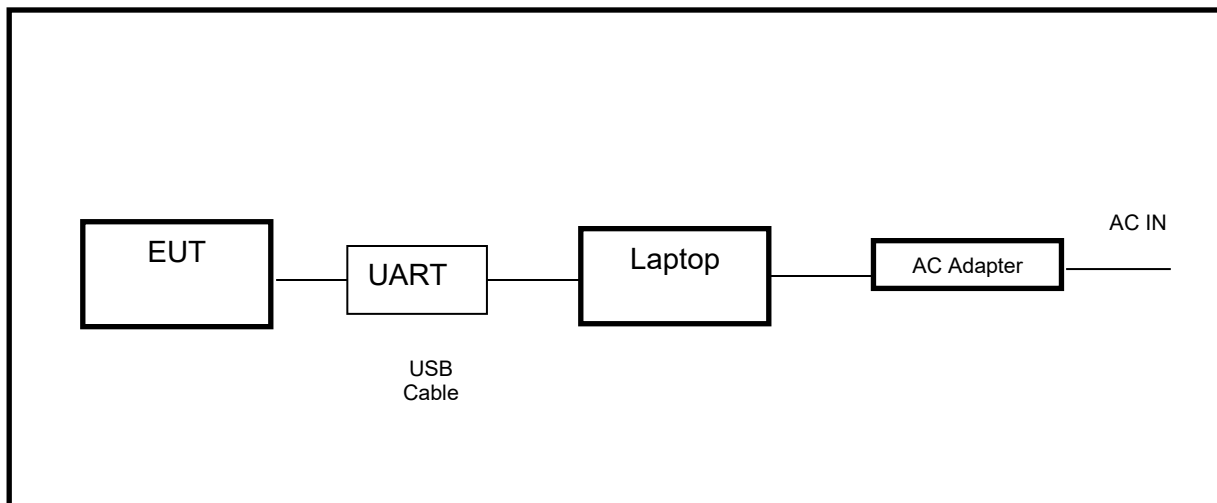 EUT
UART
Laptop
AC Adapter
AC IN
USB
Cable